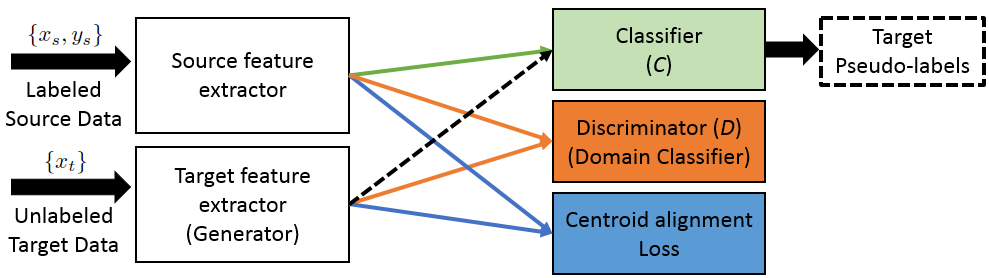 {x_s, y_s}
Labeled
Source Data
Source feature
extractor
{x_t}
Unlabeled
Target Data
Target feature
extractor
(Generator)
Classifier
(C)
Discriminator (D)
(Domain Classifier)
Centroid alignment
Loss
Target
Pseudo-labels